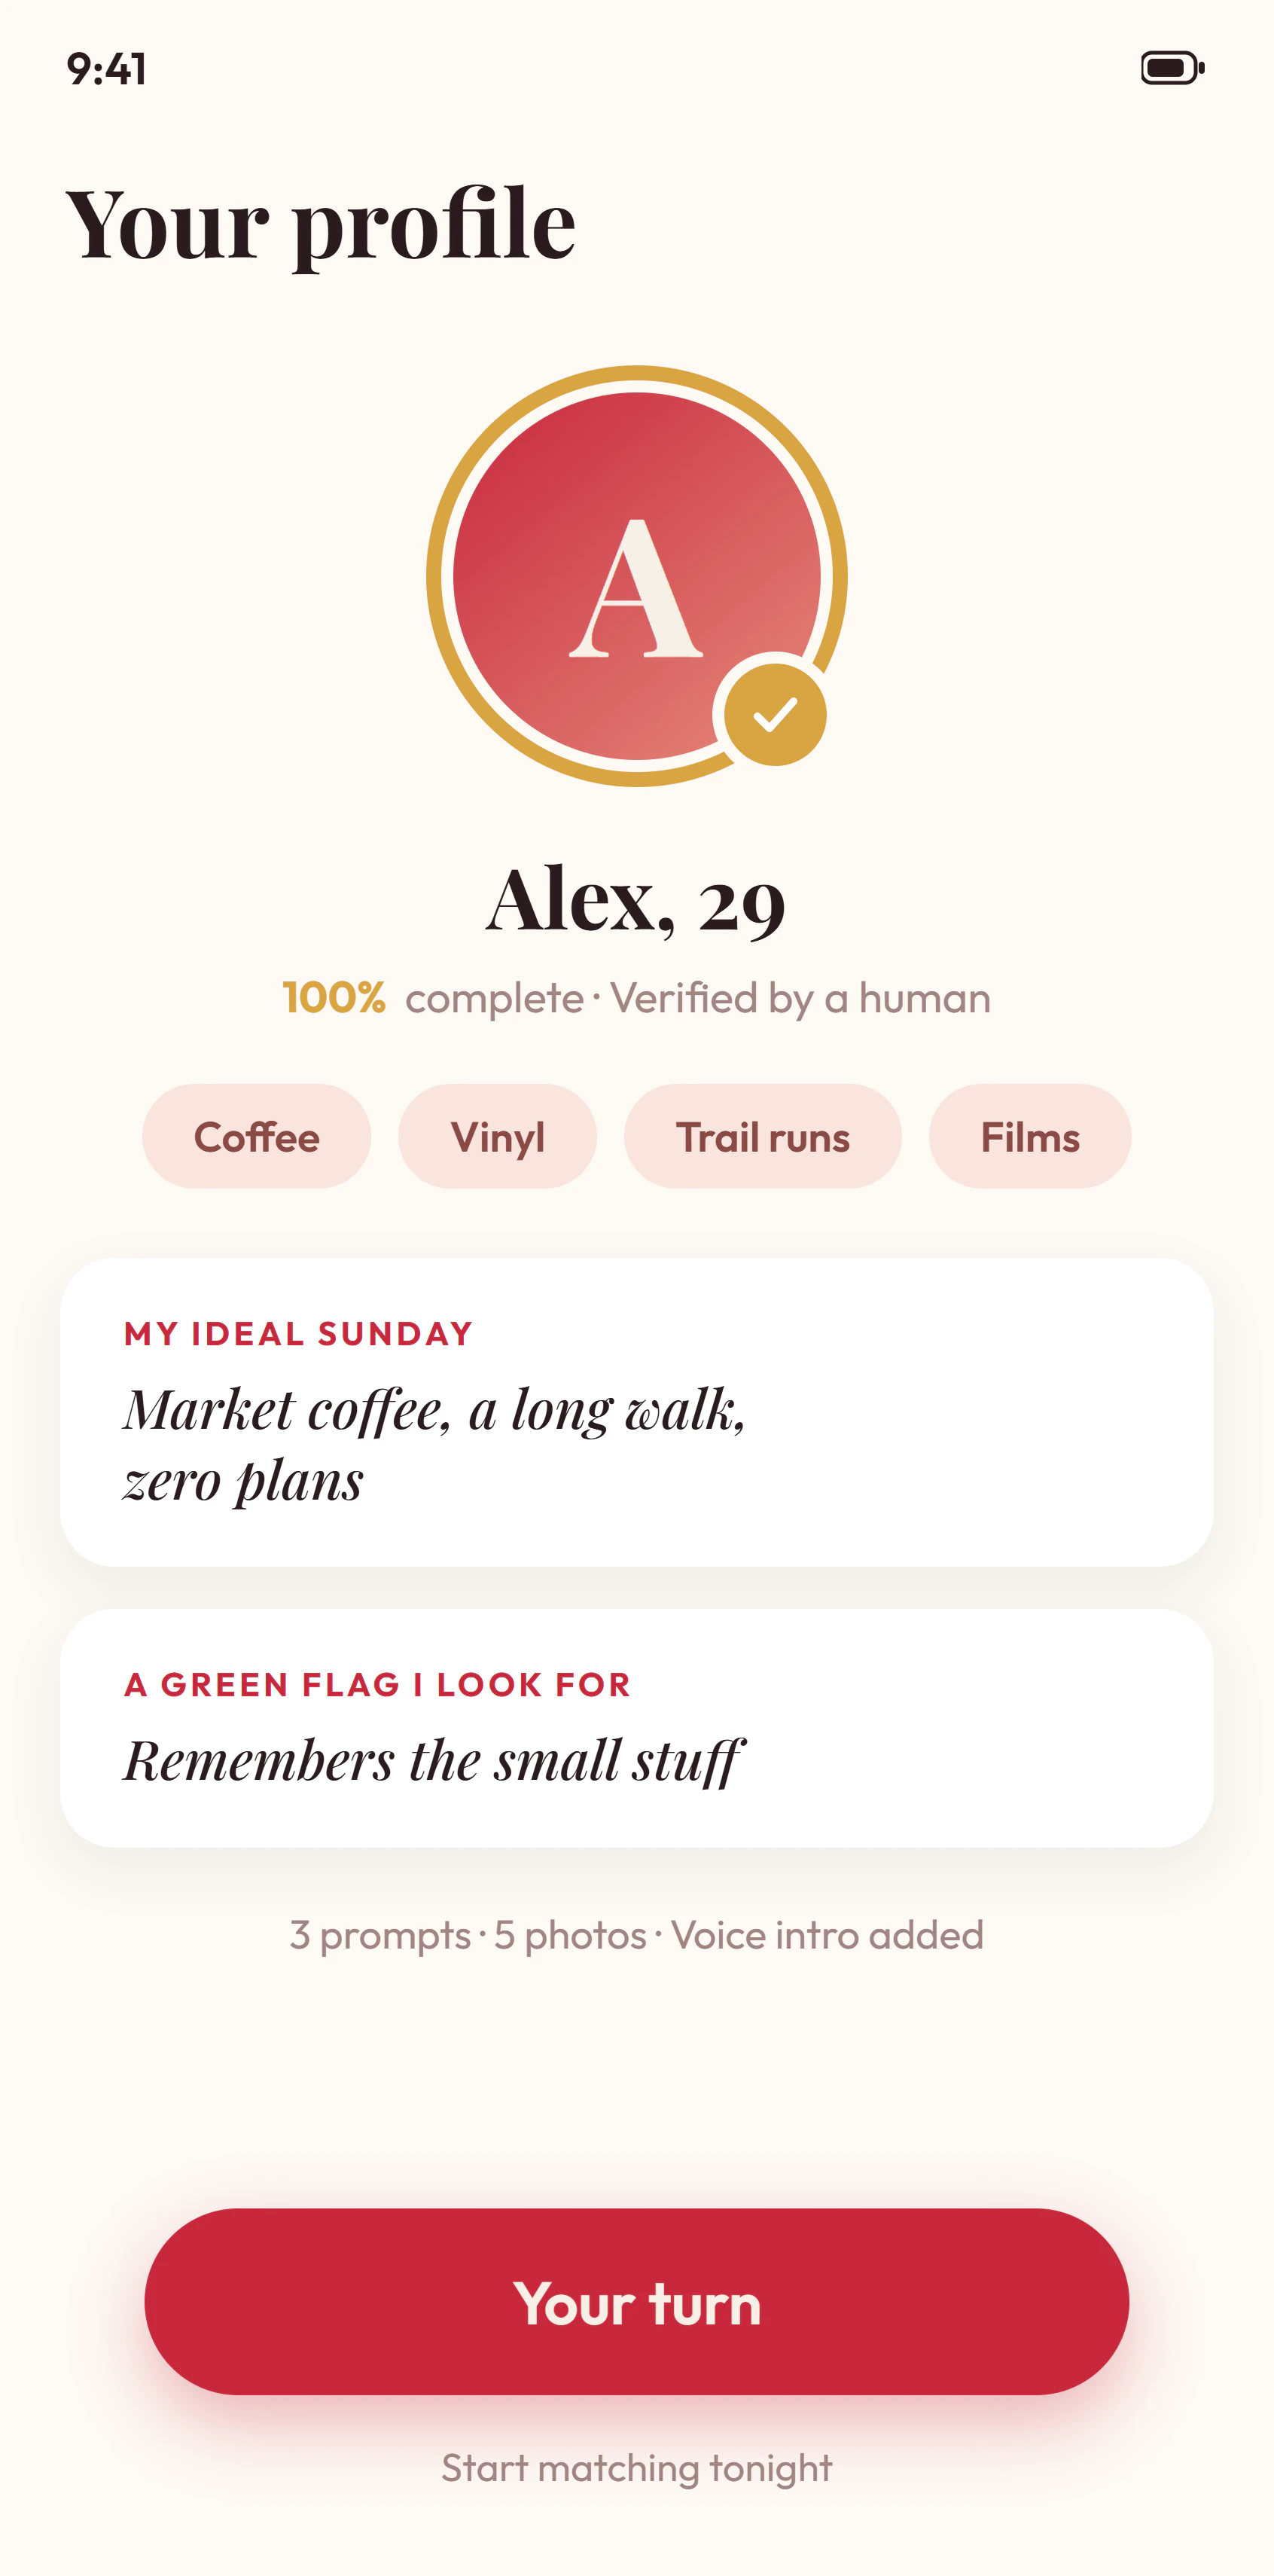 9:41
Your profile
A
Alex, 29
100% complete · Verified by a human
Coffee Vinyl Trail runs Films
MY IDEAL SUNDAY
Market coffee, a long walk,
zero plans
A GREEN FLAG I LOOK FOR
Remembers the small stuff
3 prompts · 5 photos · Voice intro added
Your turn
Start matching tonight